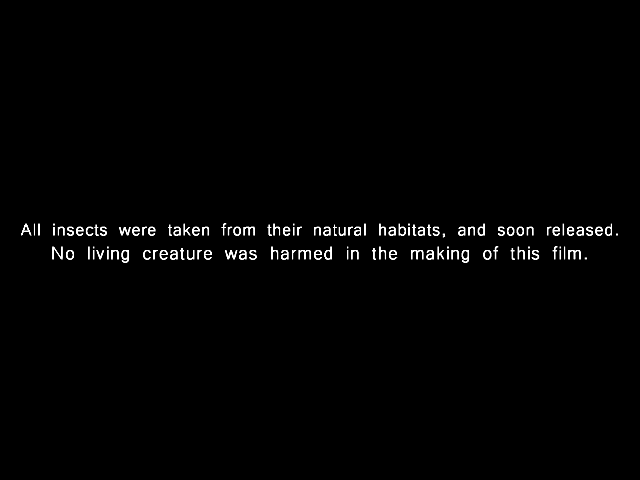 All insects were taken from their natural habitats, and soon released.
No living creature was harmed in the making of this film.